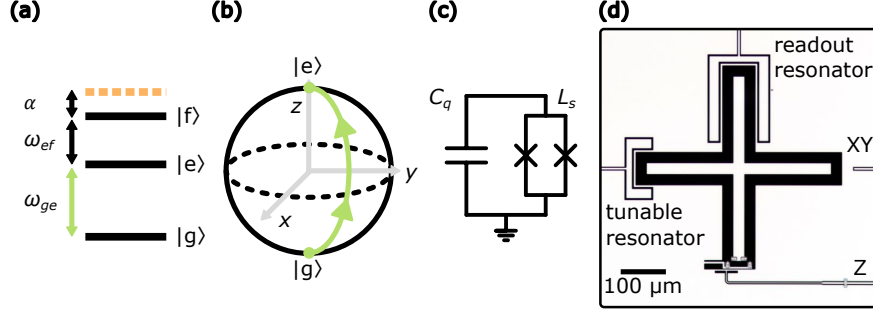 (a)
α
ω_ef
ω_ge
|f⟩
|e⟩
|g⟩
(b)
|e⟩
z
y
x
|g⟩
(c)
C_q
L_s
(d)
readout
resonator
XY
tunable
resonator
Z
100 μm